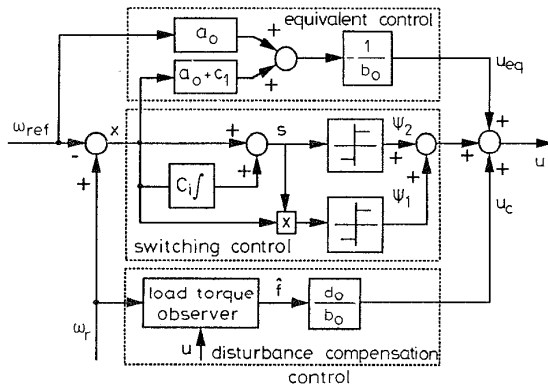 equivalent control
a₀
+
a₀+c₁
+
1
b₀
u_eq
ω_ref
-
+
x
+
+
s
Ψ₂
+
+
+
+
+
u
C_i∫
x
Ψ₁
u_c
switching control
load torque
observer
f̂
d₀
b₀
ω_r
u
disturbance compensation
control